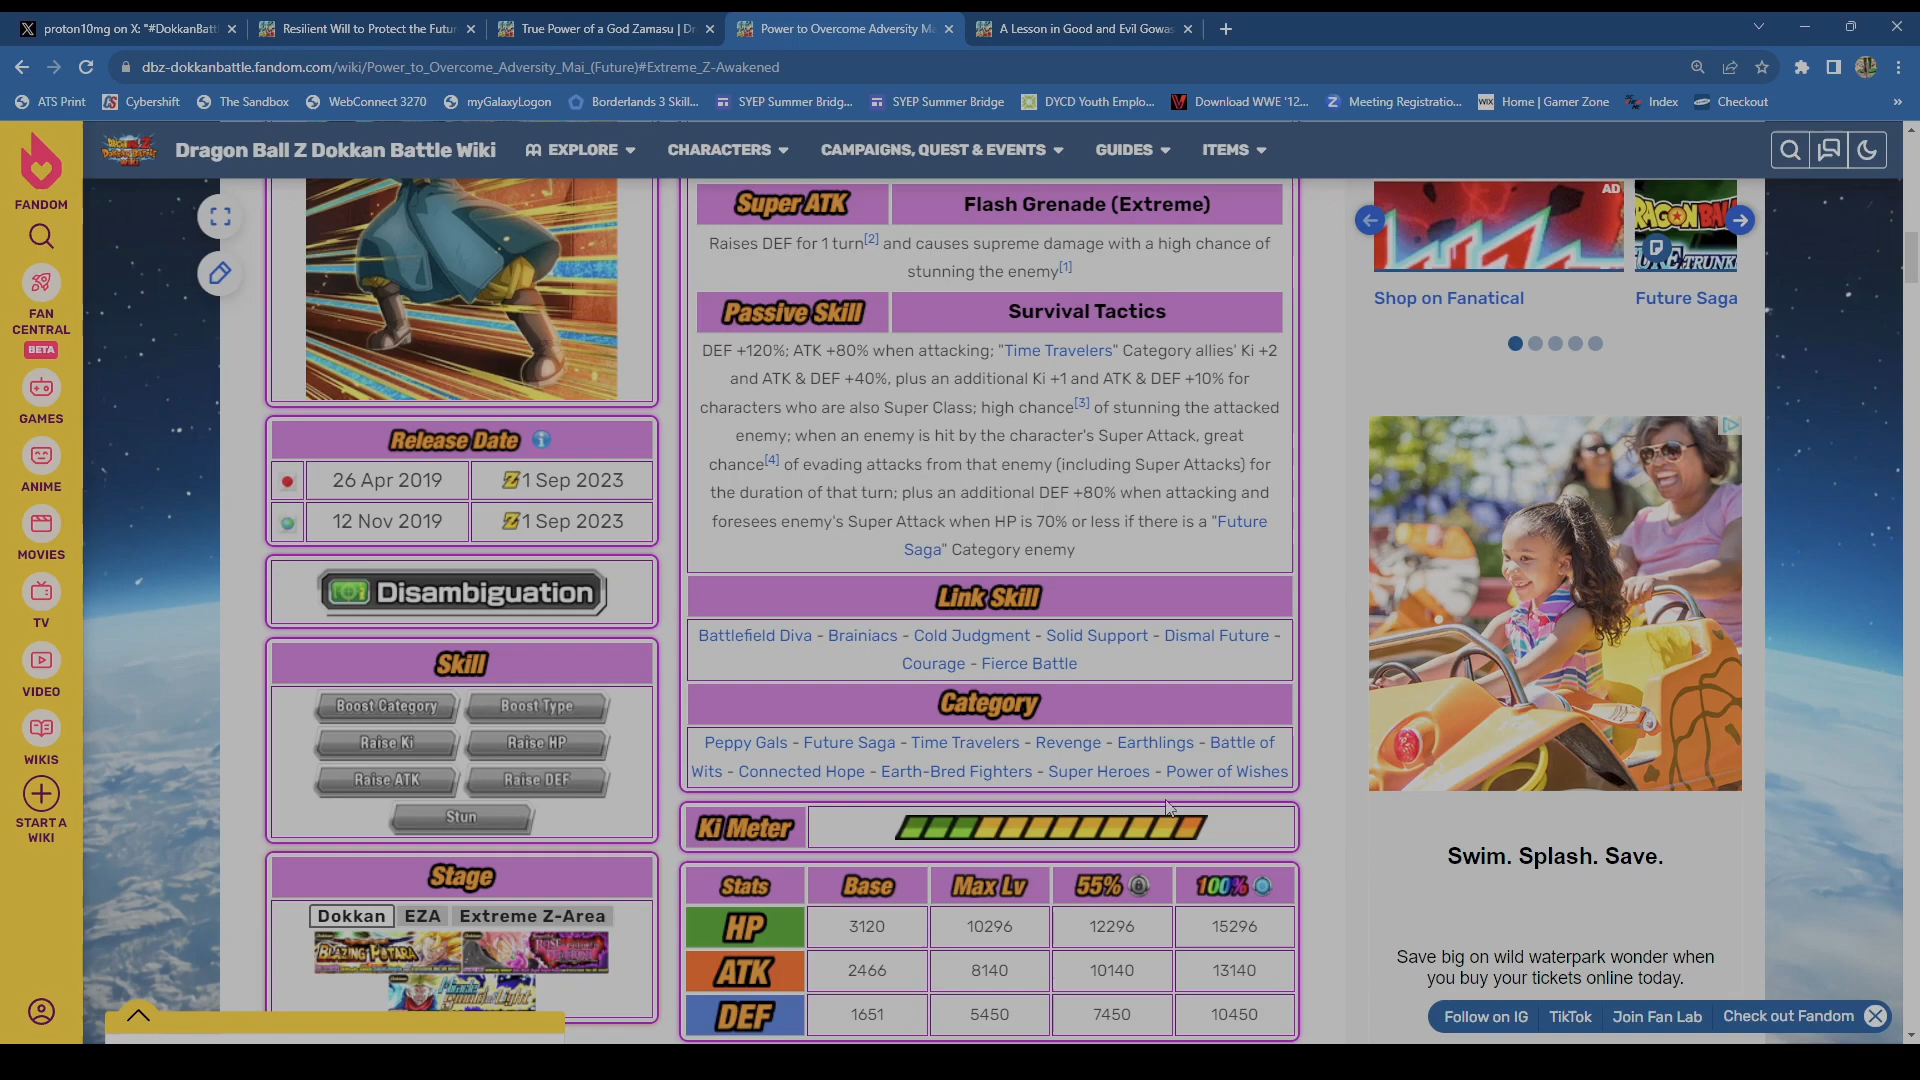 proton10mg on X: "#DokkanBatt
Resilient Will to Protect the Futur
True Power of a God Zamasu | Dr
Power to Overcome Adversity Ma
A Lesson in Good and Evil Gowas
dbz-dokkanbattle.fandom.com/wiki/Power_to_Overcome_Adversity_Mai_(Future)#Extreme_Z-Awakened
ATS Print
Cybershift
The Sandbox
WebConnect 3270
myGalaxyLogon
Borderlands 3 Skill...
SYEP Summer Bridg...
SYEP Summer Bridge
DYCD Youth Emplo...
Download WWE '12...
Meeting Registratio...
WIX
Home | Gamer Zone
Index
Checkout
»
Dragon Ball Z Dokkan Battle Wiki
EXPLORE
CHARACTERS
CAMPAIGNS, QUEST & EVENTS
GUIDES
ITEMS
FANDOM
FAN
CENTRAL
BETA
GAMES
ANIME
MOVIES
TV
VIDEO
WIKIS
START A
WIKI
Release Date
26 Apr 2019
1 Sep 2023
12 Nov 2019
1 Sep 2023
Disambiguation
Skill
Boost Category
Boost Type
Raise Ki
Raise HP
Raise ATK
Raise DEF
Stun
Stage
Dokkan
EZA
Extreme Z-Area
BLAZING POTARA
Super ATK
Flash Grenade (Extreme)
Raises DEF for 1 turn[2] and causes supreme damage with a high chance of
stunning the enemy[1]
Passive Skill
Survival Tactics
DEF +120%; ATK +80% when attacking; "Time Travelers" Category allies' Ki +2
and ATK & DEF +40%, plus an additional Ki +1 and ATK & DEF +10% for
characters who are also Super Class; high chance[3] of stunning the attacked
enemy; when an enemy is hit by the character's Super Attack, great
chance[4] of evading attacks from that enemy (including Super Attacks) for
the duration of that turn; plus an additional DEF +80% when attacking and
foresees enemy's Super Attack when HP is 70% or less if there is a "Future
Saga" Category enemy
Link Skill
Battlefield Diva - Brainiacs - Cold Judgment - Solid Support - Dismal Future -
Courage - Fierce Battle
Category
Peppy Gals - Future Saga - Time Travelers - Revenge - Earthlings - Battle of
Wits - Connected Hope - Earth-Bred Fighters - Super Heroes - Power of Wishes
Ki Meter
Stats
Base
Max Lv
55%
100%
HP
3120
10296
12296
15296
ATK
2466
8140
10140
13140
DEF
1651
5450
7450
10450
AD
Shop on Fanatical
Future Saga
Swim. Splash. Save.
Save big on wild waterpark wonder when
you buy your tickets online today.
Follow on IG
TikTok
Join Fan Lab
Check out Fandom